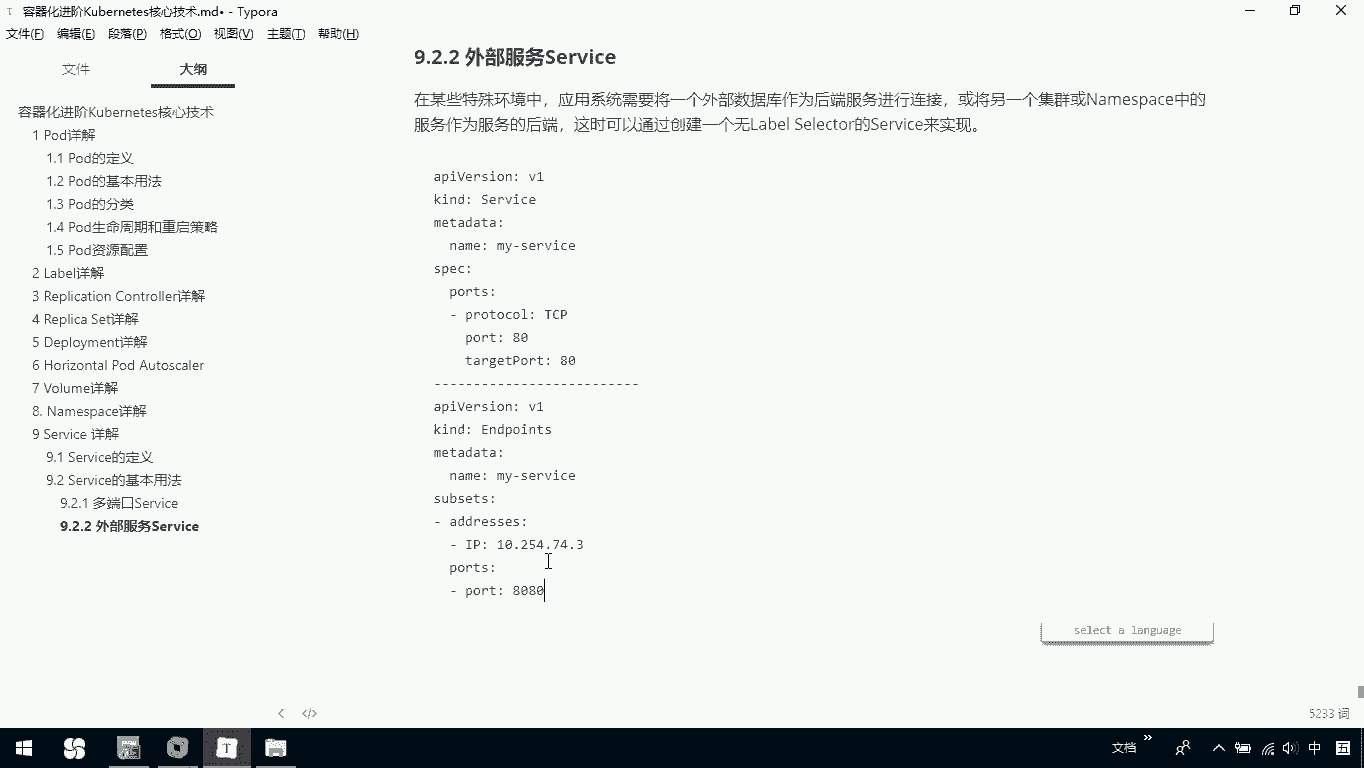 容器化进阶Kubernetes核心技术.md• - Typora
文件(F) 编辑(E) 段落(P) 格式(O) 视图(V) 主题(T) 帮助(H)
文件 大纲
容器化进阶Kubernetes核心技术
1 Pod详解
1.1 Pod的定义
1.2 Pod的基本用法
1.3 Pod的分类
1.4 Pod生命周期和重启策略
1.5 Pod资源配置
2 Label详解
3 Replication Controller详解
4 Replica Set详解
5 Deployment详解
6 Horizontal Pod Autoscaler
7 Volume详解
8. Namespace详解
9 Service 详解
9.1 Service的定义
9.2 Service的基本用法
9.2.1 多端口Service
9.2.2 外部服务Service
9.2.2 外部服务Service
在某些特殊环境中，应用系统需要将一个外部数据库作为后端服务进行连接，或将另一个集群或Namespace中的
服务作为服务的后端，这时可以通过创建一个无Label Selector的Service来实现。
apiVersion: v1
kind: Service
metadata:
  name: my-service
spec:
  ports:
  - protocol: TCP
    port: 80
    targetPort: 80
--------------------------
apiVersion: v1
kind: Endpoints
metadata:
  name: my-service
subsets:
- addresses:
  - IP: 10.254.74.3
  ports:
  - port: 8080
select a language
5233 词
文档 » 中 五